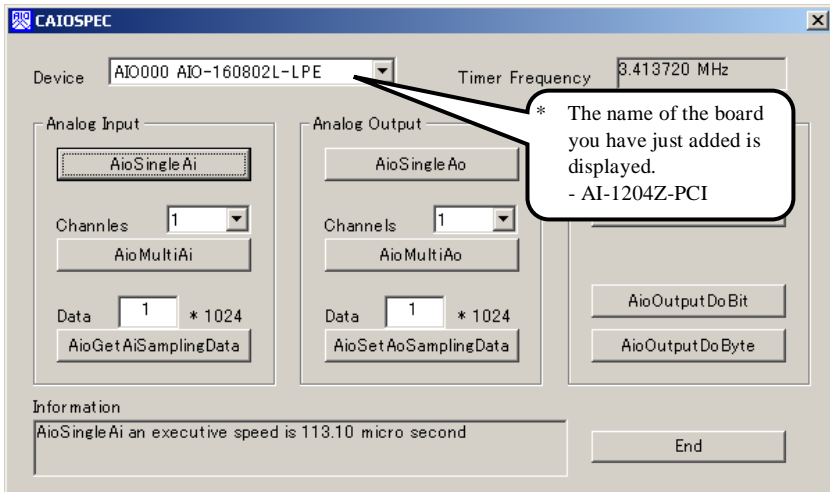 CAIOSPEC
Device AIO000 AIO-160802L-LPE Timer Frequency 3.413720 MHz
* The name of the board
you have just added is
displayed.
- AI-1204Z-PCI
Analog Input
AioSingleAi
Channles 1
AioMultiAi
Data 1 * 1024
AioGetAiSamplingData
Analog Output
AioSingleAo
Channels 1
AioMultiAo
Data 1 * 1024
AioSetAoSamplingData
AioOutputDoBit
AioOutputDoByte
Information
AioSingleAi an executive speed is 113.10 micro second
End